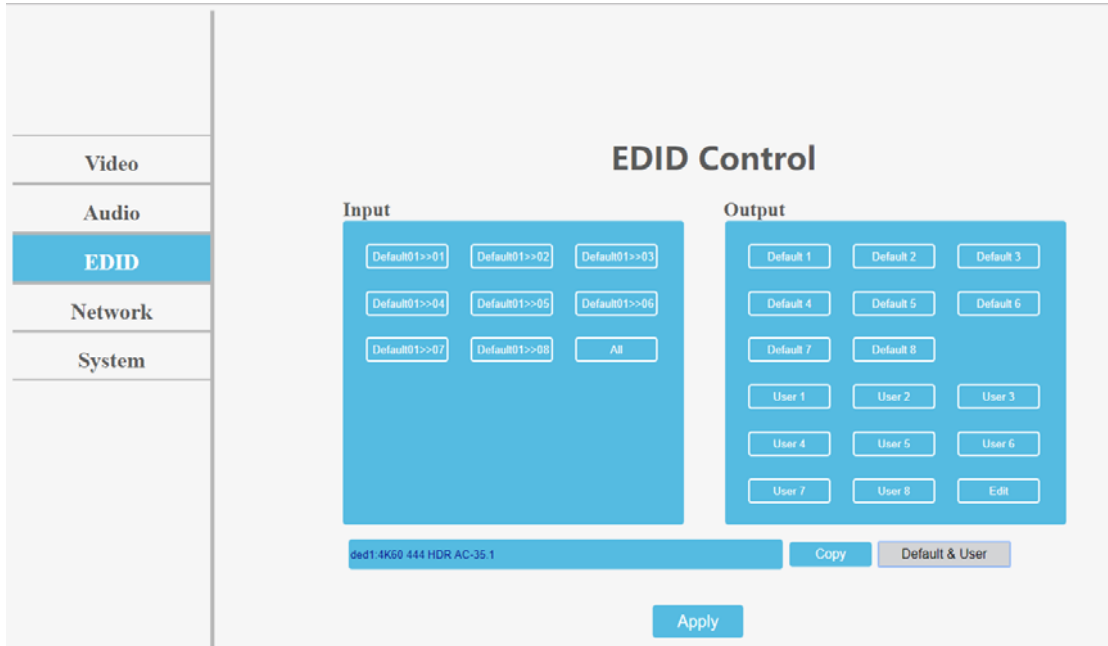 Video
Audio
EDID
Network
System
EDID Control
Input
Default01>>01 Default01>>02 Default01>>03
Default01>>04 Default01>>05 Default01>>06
Default01>>07 Default01>>08 All
Output
Default 1 Default 2 Default 3
Default 4 Default 5 Default 6
Default 7 Default 8
User 1 User 2 User 3
User 4 User 5 User 6
User 7 User 8 Edit
ded1:4K60 444 HDR AC-35.1 Copy Default & User
Apply